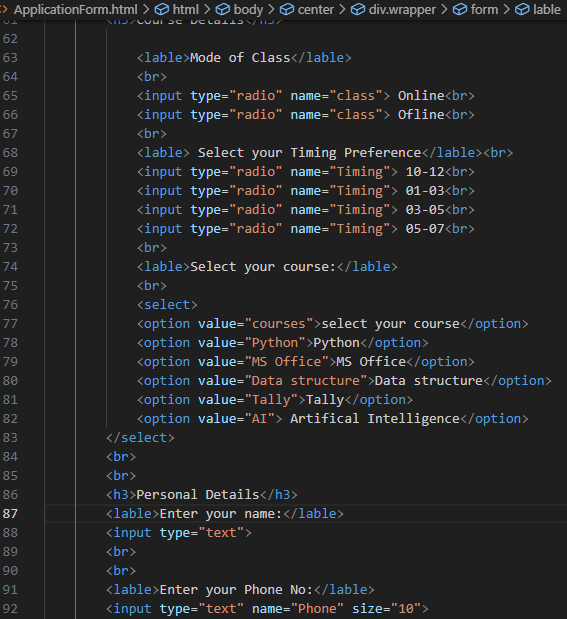 ApplicationForm.html > html > body > center > div.wrapper > form > lable
61 <h3>Course Details</h3>
62
63 <lable>Mode of Class</lable>
64 <br>
65 <input type="radio" name="class"> Online<br>
66 <input type="radio" name="class"> Ofline<br>
67 <br>
68 <lable> Select your Timing Preference</lable><br>
69 <input type="radio" name="Timing"> 10-12<br>
70 <input type="radio" name="Timing"> 01-03<br>
71 <input type="radio" name="Timing"> 03-05<br>
72 <input type="radio" name="Timing"> 05-07<br>
73 <br>
74 <lable>Select your course:</lable>
75 <br>
76 <select>
77 <option value="courses">select your course</option>
78 <option value="Python">Python</option>
79 <option value="MS Office">MS Office</option>
80 <option value="Data structure">Data structure</option>
81 <option value="Tally">Tally</option>
82 <option value="AI"> Artifical Intelligence</option>
83 </select>
84 <br>
85 <br>
86 <h3>Personal Details</h3>
87 <lable>Enter your name:</lable>
88 <input type="text">
89 <br>
90 <br>
91 <lable>Enter your Phone No:</lable>
92 <input type="text" name="Phone" size="10">